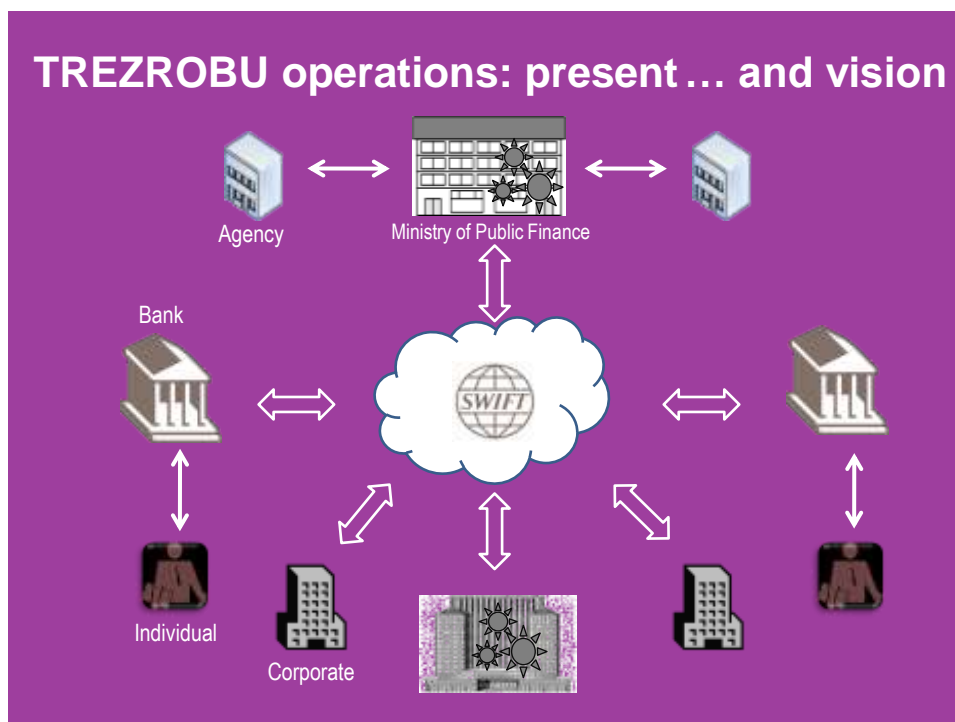 TREZROBU operations: present … and vision
Agency
Ministry of Public Finance
Bank
SWIFT
Individual
Corporate